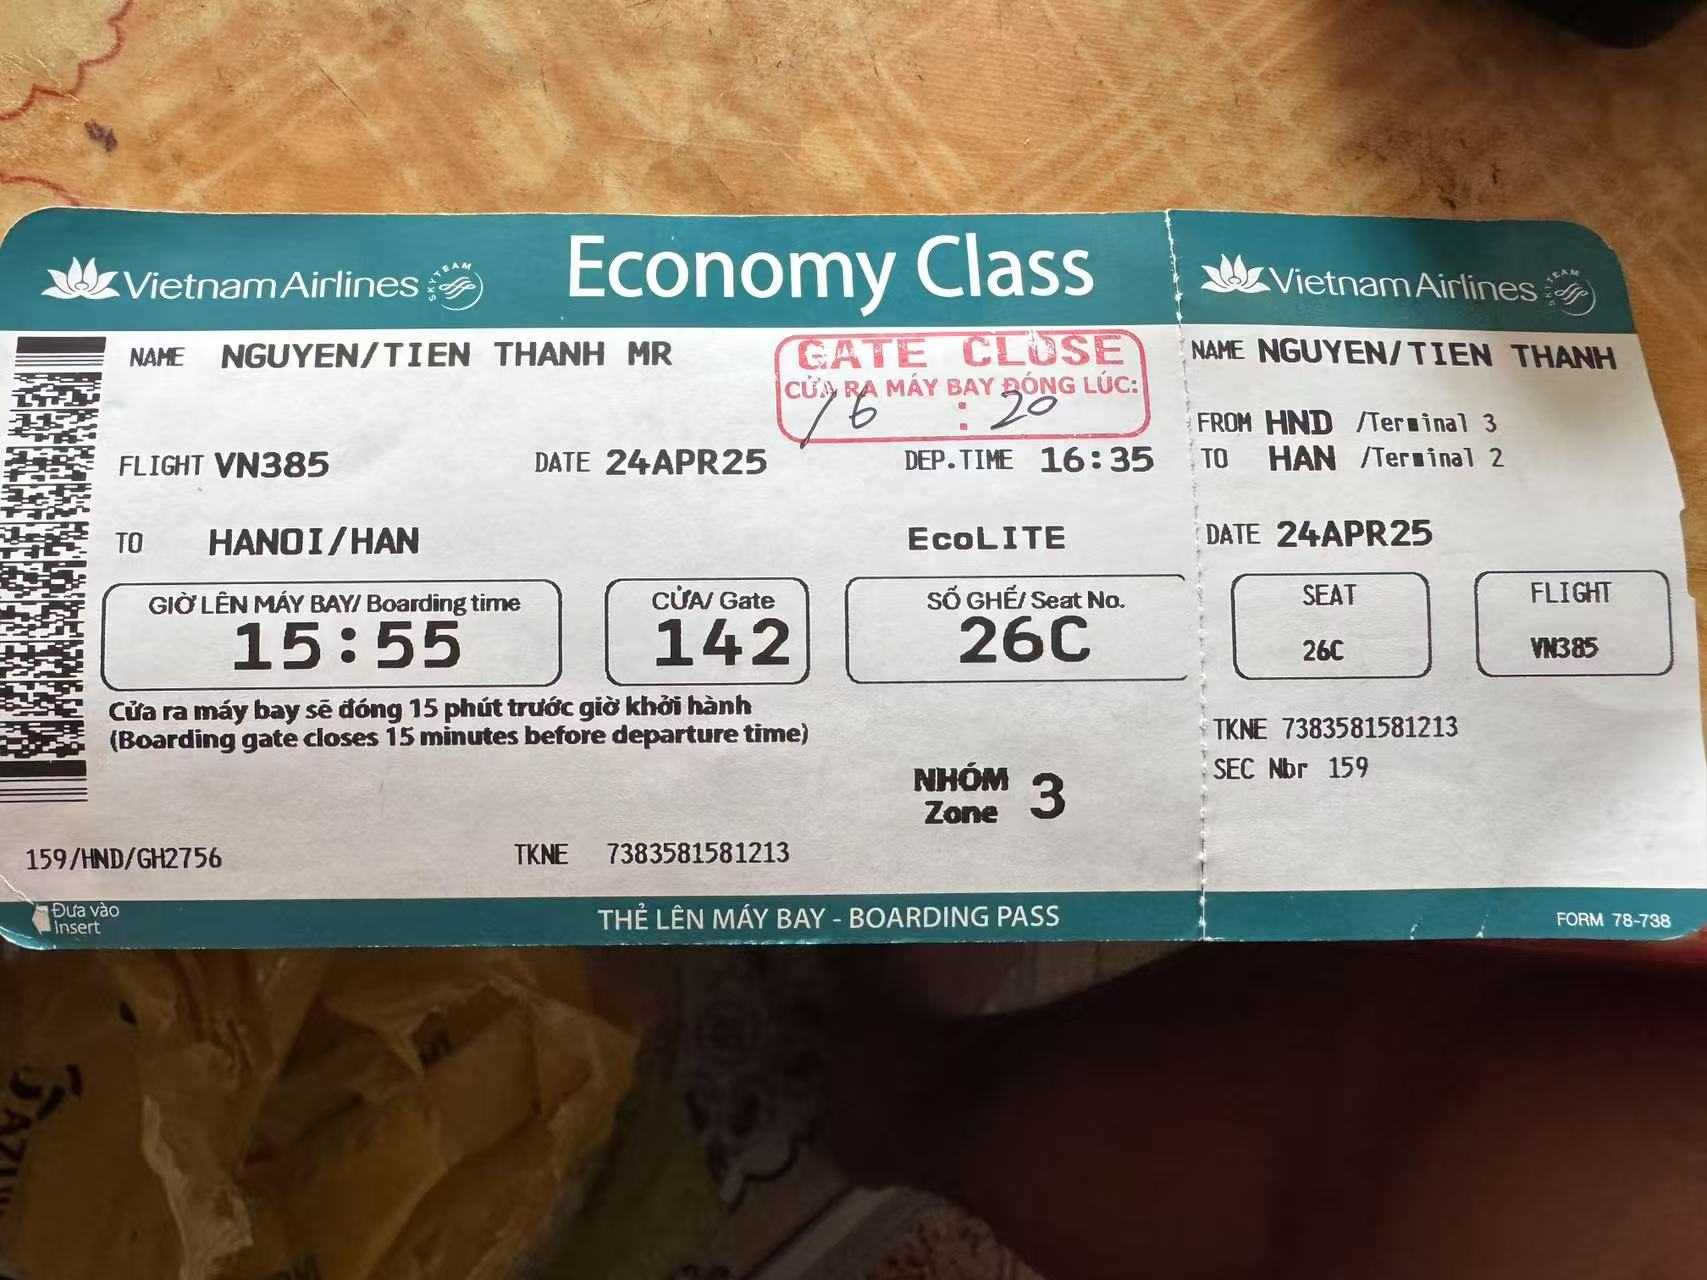 Vietnam Airlines SKYTEAM
Economy Class
NAME NGUYEN/TIEN THANH MR
GATE CLOSE
CỬA RA MÁY BAY ĐÓNG LÚC:
16 : 20
FLIGHT VN385 DATE 24APR25 DEP.TIME 16:35
TO HANOI/HAN EcoLITE
GIỜ LÊN MÁY BAY/ Boarding time
15:55
CỬA/ Gate
142
SỐ GHẾ/ Seat No.
26C
Cửa ra máy bay sẽ đóng 15 phút trước giờ khởi hành
(Boarding gate closes 15 minutes before departure time)
NHÓM
Zone 3
159/HND/GH2756 TKNE 7383581581213
Đưa vào
Insert
THẺ LÊN MÁY BAY - BOARDING PASS
Vietnam Airlines SKYTEAM
NAME NGUYEN/TIEN THANH
FROM HND /Terminal 3
TO HAN /Terminal 2
DATE 24APR25
SEAT
26C
FLIGHT
VN385
TKNE 7383581581213
SEC Nbr 159
FORM 78-738